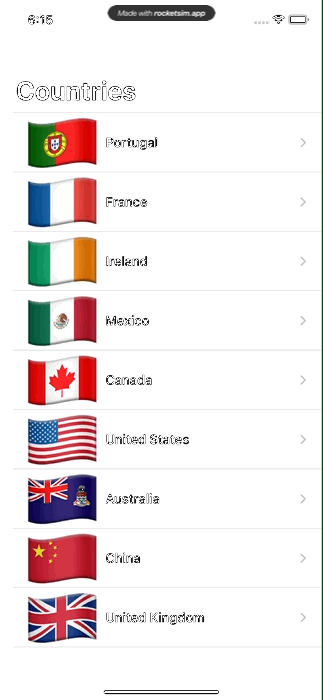 6:15
Made with rocketsim.app
Countries
Portugal
France
Ireland
Mexico
Canada
United States
Australia
China
United Kingdom